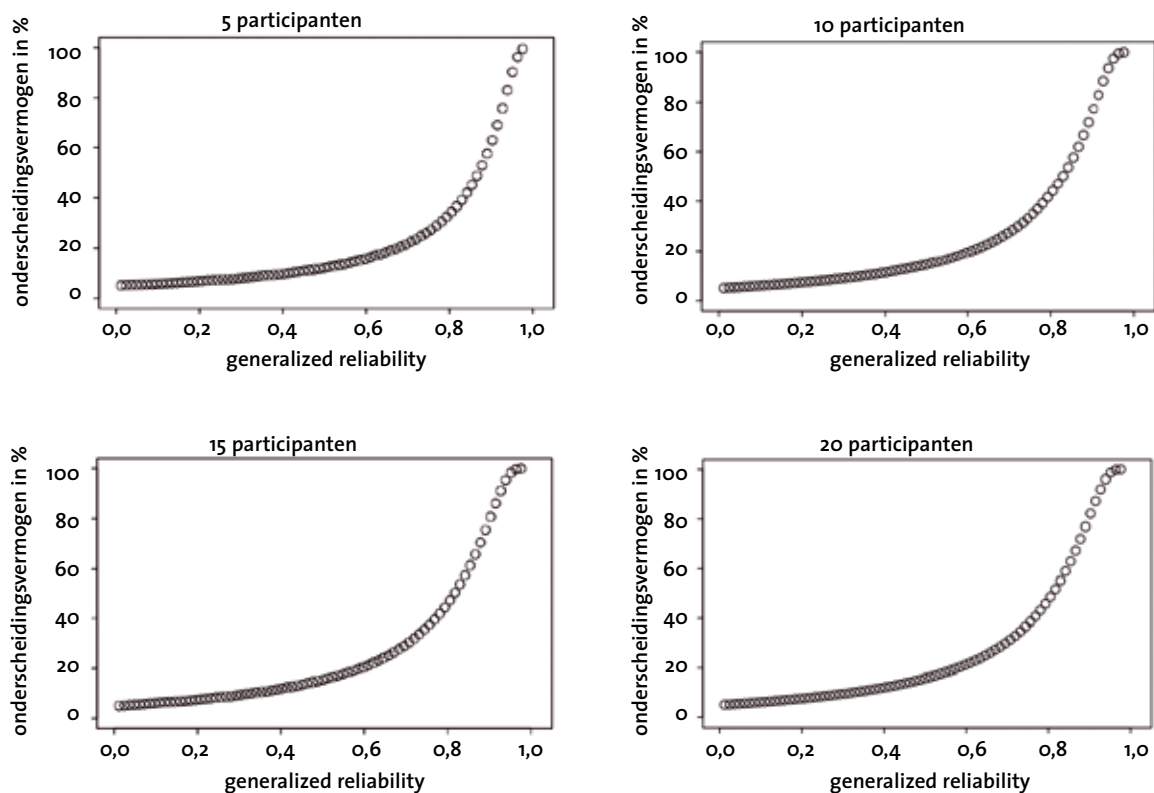 5 participanten
onderscheidingsvermogen in %
100
80
60
40
20
0
0,0 0,2 0,4 0,6 0,8 1,0
generalized reliability
10 participanten
onderscheidingsvermogen in %
100
80
60
40
20
0
0,0 0,2 0,4 0,6 0,8 1,0
generalized reliability
15 participanten
onderscheidingsvermogen in %
100
80
60
40
20
0
0,0 0,2 0,4 0,6 0,8 1,0
generalized reliability
20 participanten
onderscheidingsvermogen in %
100
80
60
40
20
0
0,0 0,2 0,4 0,6 0,8 1,0
generalized reliability